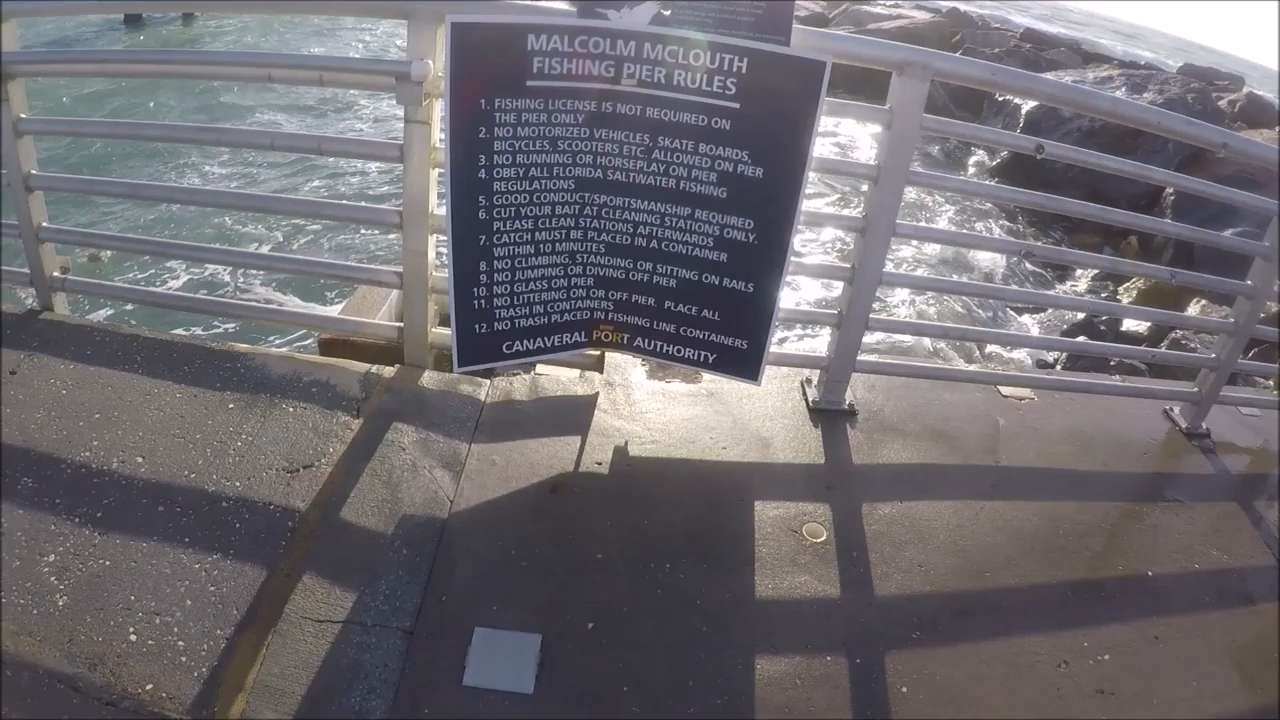 MALCOLM MCLOUTH
FISHING PIER RULES
1. FISHING LICENSE IS NOT REQUIRED ON
THE PIER ONLY
2. NO MOTORIZED VEHICLES, SKATE BOARDS,
BICYCLES, SCOOTERS ETC. ALLOWED ON PIER
3. NO RUNNING OR HORSEPLAY ON PIER
4. OBEY ALL FLORIDA SALTWATER FISHING
REGULATIONS
5. GOOD CONDUCT/SPORTSMANSHIP REQUIRED
6. CUT YOUR BAIT AT CLEANING STATIONS ONLY.
PLEASE CLEAN STATIONS AFTERWARDS
7. CATCH MUST BE PLACED IN A CONTAINER
WITHIN 10 MINUTES
8. NO CLIMBING, STANDING OR SITTING ON RAILS
9. NO JUMPING OR DIVING OFF PIER
10. NO GLASS ON PIER
11. NO LITTERING ON OR OFF PIER. PLACE ALL
TRASH IN CONTAINERS
12. NO TRASH PLACED IN FISHING LINE CONTAINERS
CANAVERAL PORT AUTHORITY